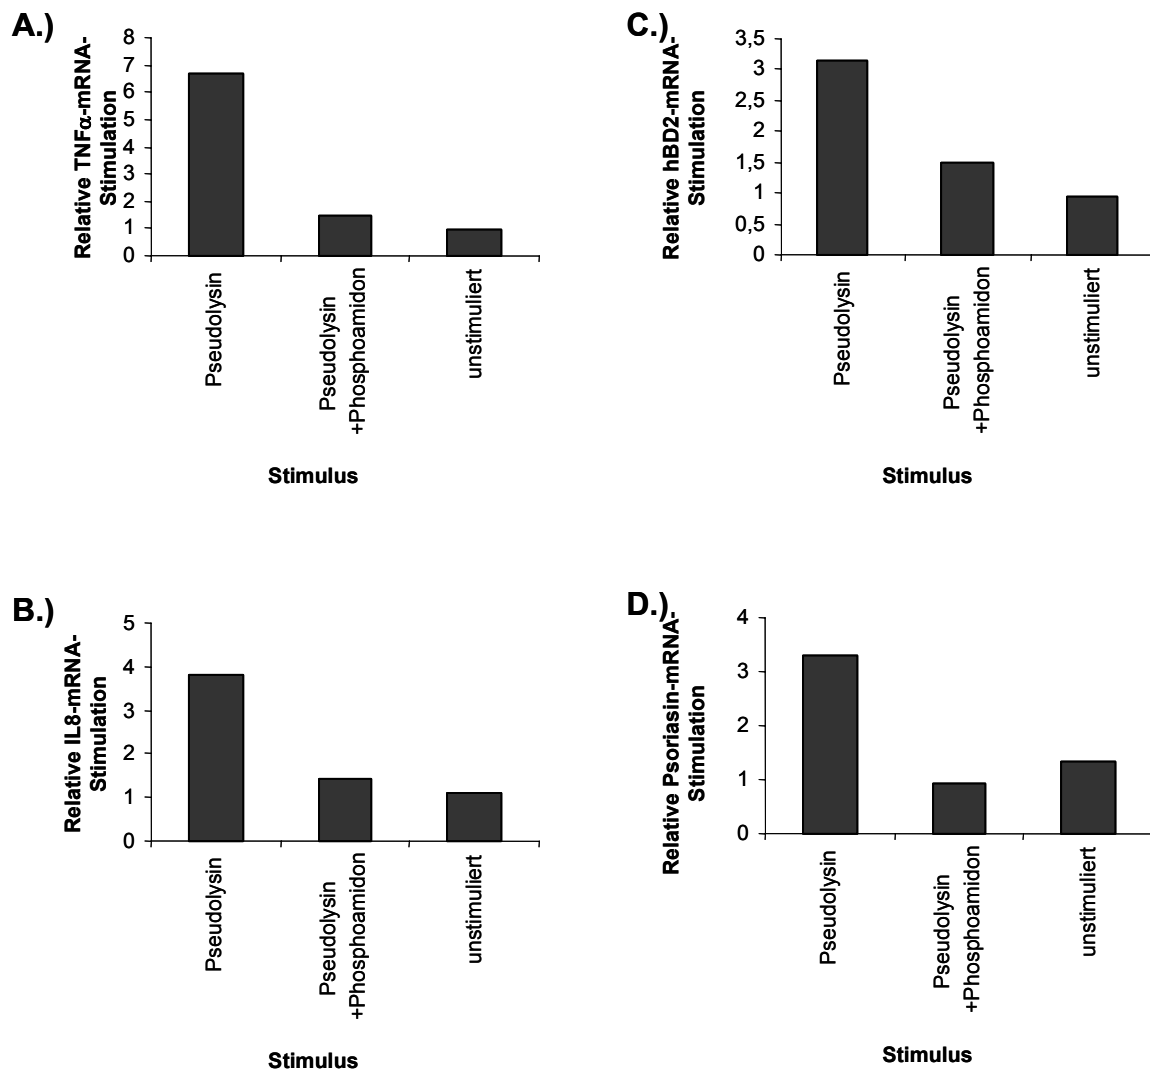 A.)
Relative TNFα-mRNA-
Stimulation
8
7
6
5
4
3
2
1
0
Pseudolysin
Pseudolysin
+Phosphoamidon
unstimuliert
Stimulus
C.)
Relative hBD2-mRNA-
Stimulation
3,5
3
2,5
2
1,5
1
0,5
0
Pseudolysin
Pseudolysin
+Phosphoamidon
unstimuliert
Stimulus
B.)
Relative IL8-mRNA-
Stimulation
5
4
3
2
1
0
Pseudolysin
Pseudolysin
+Phosphoamidon
unstimuliert
Stimulus
D.)
Relative Psoriasin-mRNA-
Stimulation
4
3
2
1
0
Pseudolysin
Pseudolysin
+Phosphoamidon
unstimuliert
Stimulus